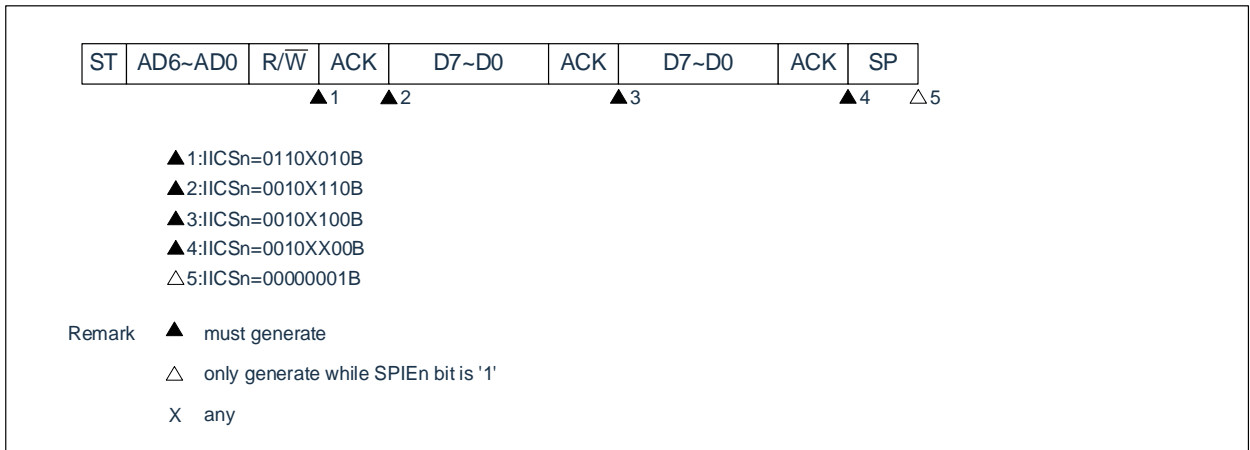 ST AD6~AD0 R/W̅ ACK D7~D0 ACK D7~D0 ACK SP
▲1 ▲2 ▲3 ▲4 △5
▲1:IICSn=0110X010B
▲2:IICSn=0010X110B
▲3:IICSn=0010X100B
▲4:IICSn=0010XX00B
△5:IICSn=00000001B
Remark ▲ must generate
△ only generate while SPIEn bit is '1'
X any